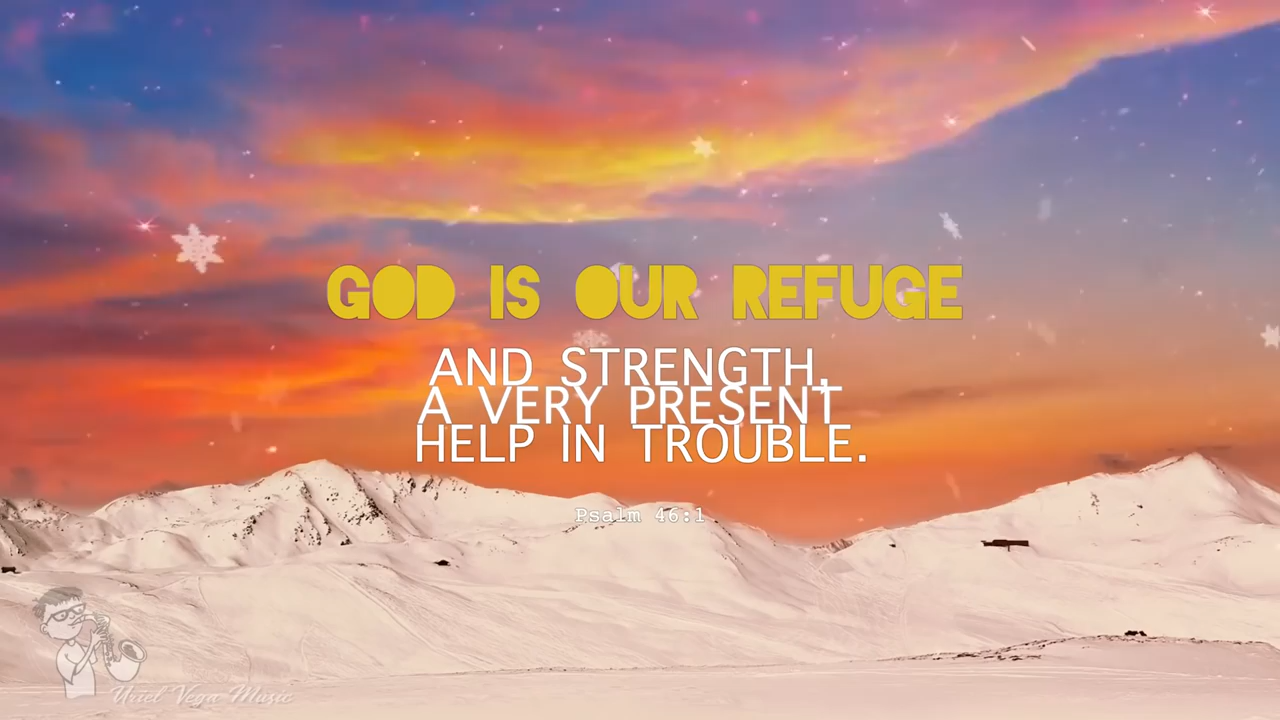 GOD IS OUR REFUGE
AND STRENGTH,
A VERY PRESENT
HELP IN TROUBLE.
Psalm 46:1
Uriel Vega Music